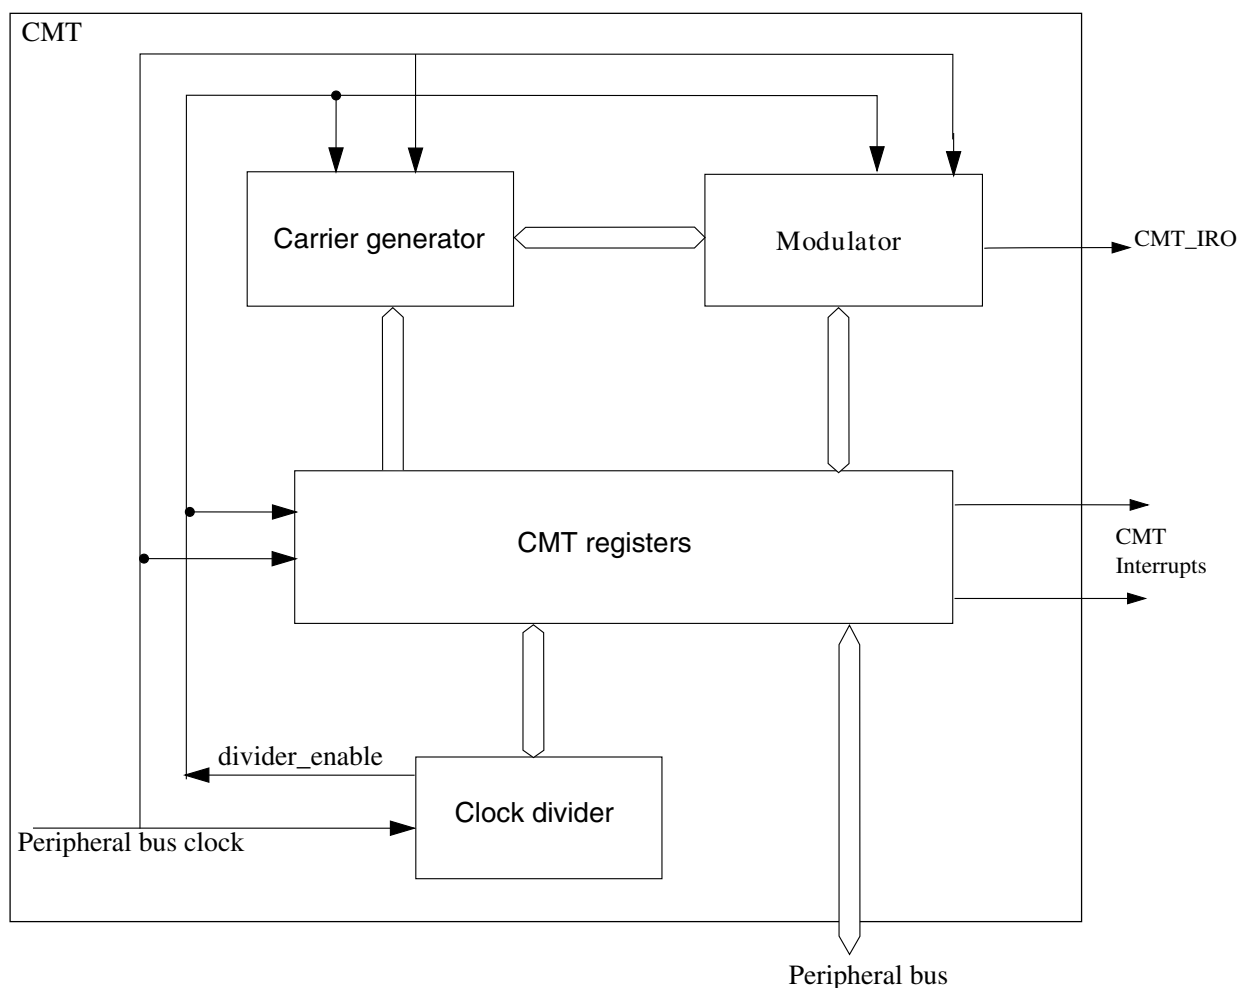 CMT
Carrier generator
Modulator
CMT_IRO
CMT registers
CMT
Interrupts
divider_enable
Clock divider
Peripheral bus clock
Peripheral bus